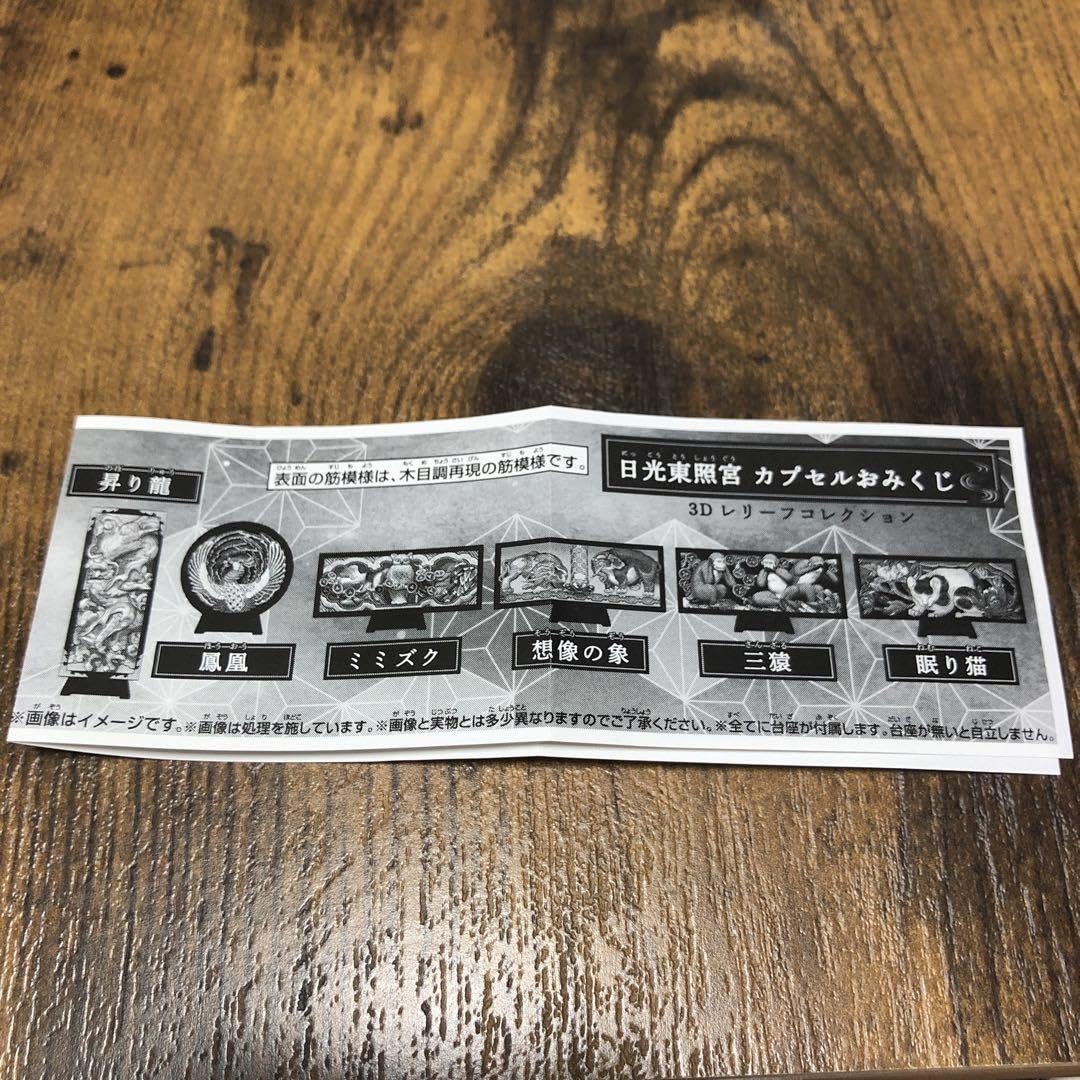 日光東照宮 カプセルおみくじ
3Dレリーフコレクション
表面の筋模様は、木目調再現の筋模様です。
昇り龍
鳳凰
ミミズク
想像の象
三猿
眠り猫
※画像はイメージです。※画像は処理を施しています。※画像と実物とは多少異なりますのでご了承ください。※全てに台座が付属します。台座が無いと自立しません。